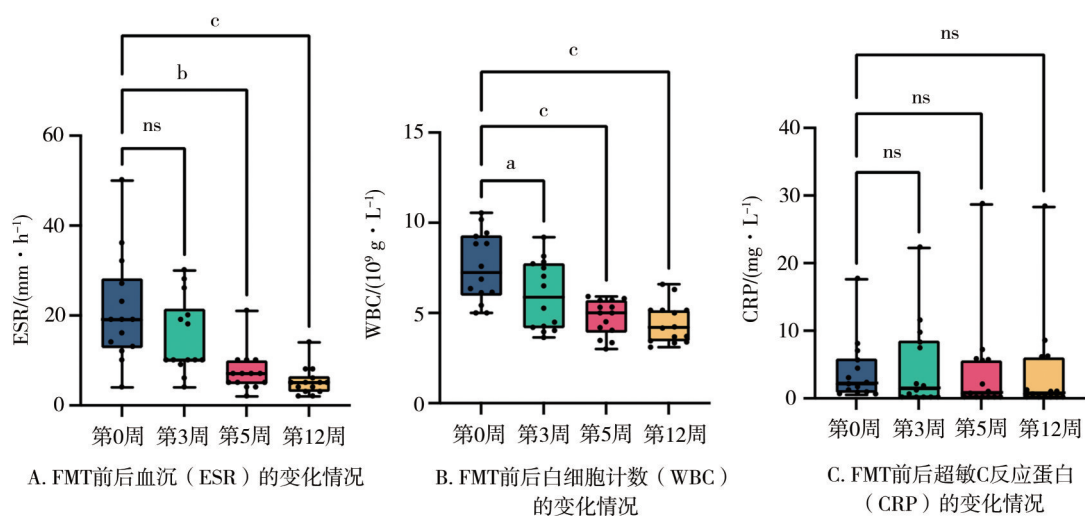 c
b
ns
60
40
20
0
ESR/(mm·h⁻¹)
第0周 第3周 第5周 第12周
A. FMT前后血沉（ESR）的变化情况
c
c
a
15
10
5
0
WBC/(10⁹ g·L⁻¹)
第0周 第3周 第5周 第12周
B. FMT前后白细胞计数（WBC）
的变化情况
ns
ns
ns
40
30
20
10
0
CRP/(mg·L⁻¹)
第0周 第3周 第5周 第12周
C. FMT前后超敏C反应蛋白
（CRP）的变化情况